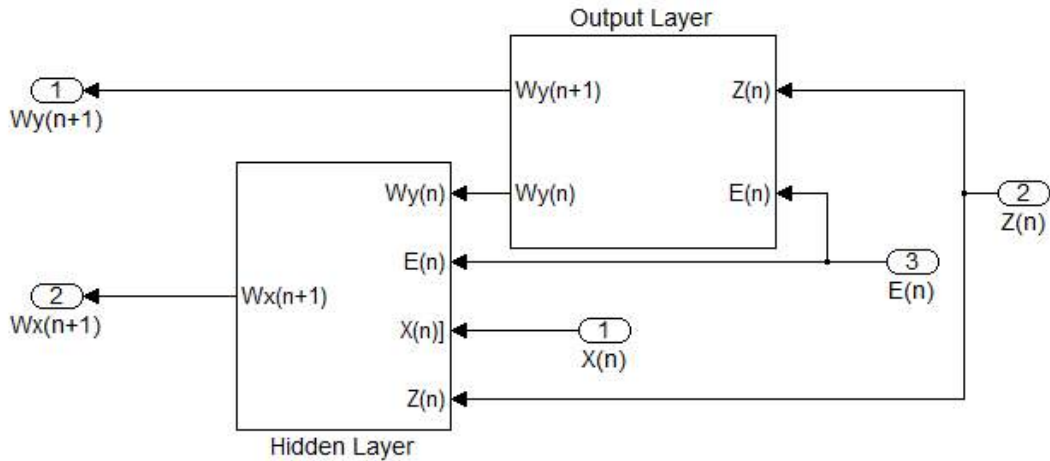 Output Layer
1
Wy(n+1)
Wy(n+1)
Z(n)
Wy(n)
Wy(n)
E(n)
2
Z(n)
E(n)
3
E(n)
2
Wx(n+1)
Wx(n+1)
X(n)]
1
X(n)
Z(n)
Hidden Layer